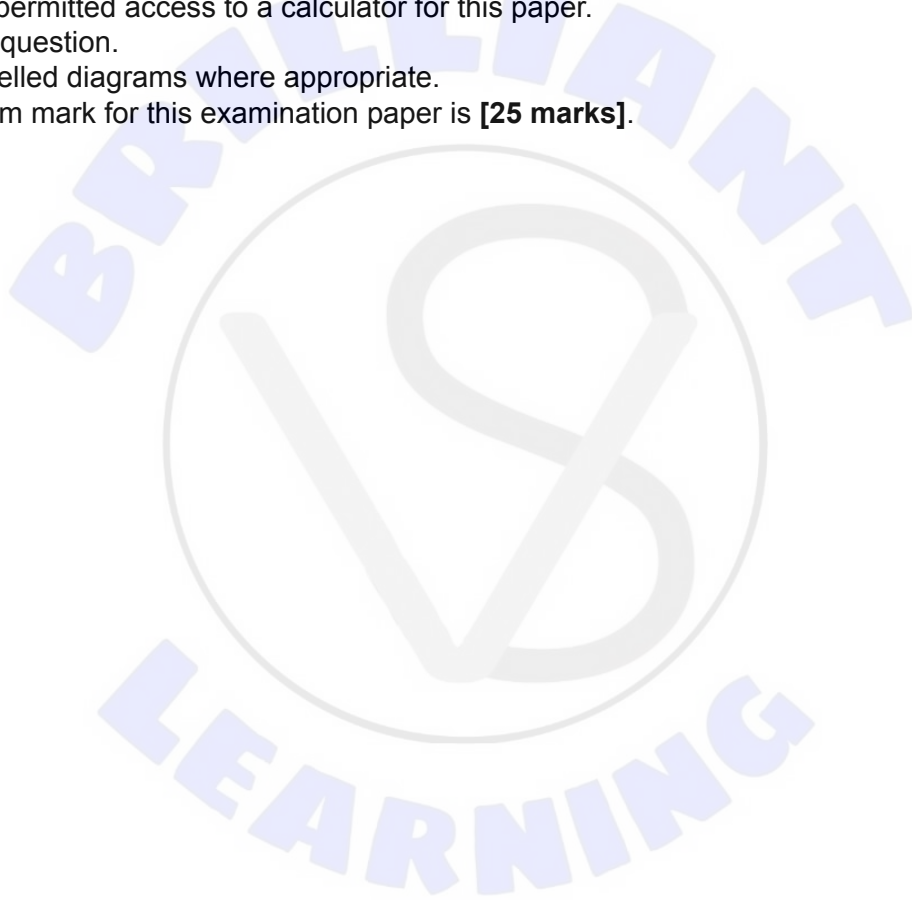 permitted access to a calculator for this paper.
question.
elled diagrams where appropriate.
m mark for this examination paper is [25 marks].
BRILLIANT
VS
LEARNING